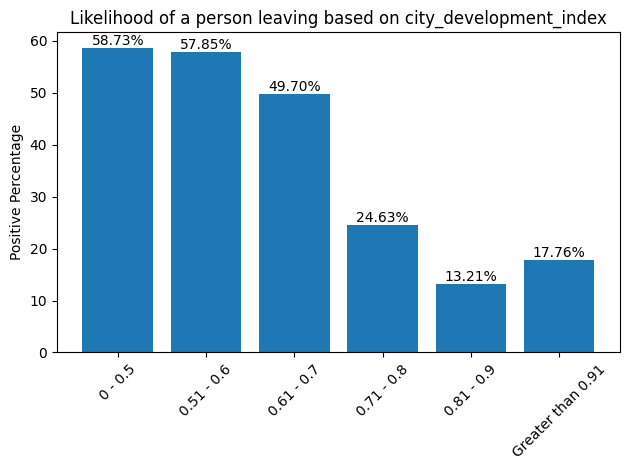 Likelihood of a person leaving based on city_development_index
Positive Percentage
60
50
40
30
20
10
0
58.73%
57.85%
49.70%
24.63%
13.21%
17.76%
0 - 0.5
0.51 - 0.6
0.61 - 0.7
0.71 - 0.8
0.81 - 0.9
Greater than 0.91